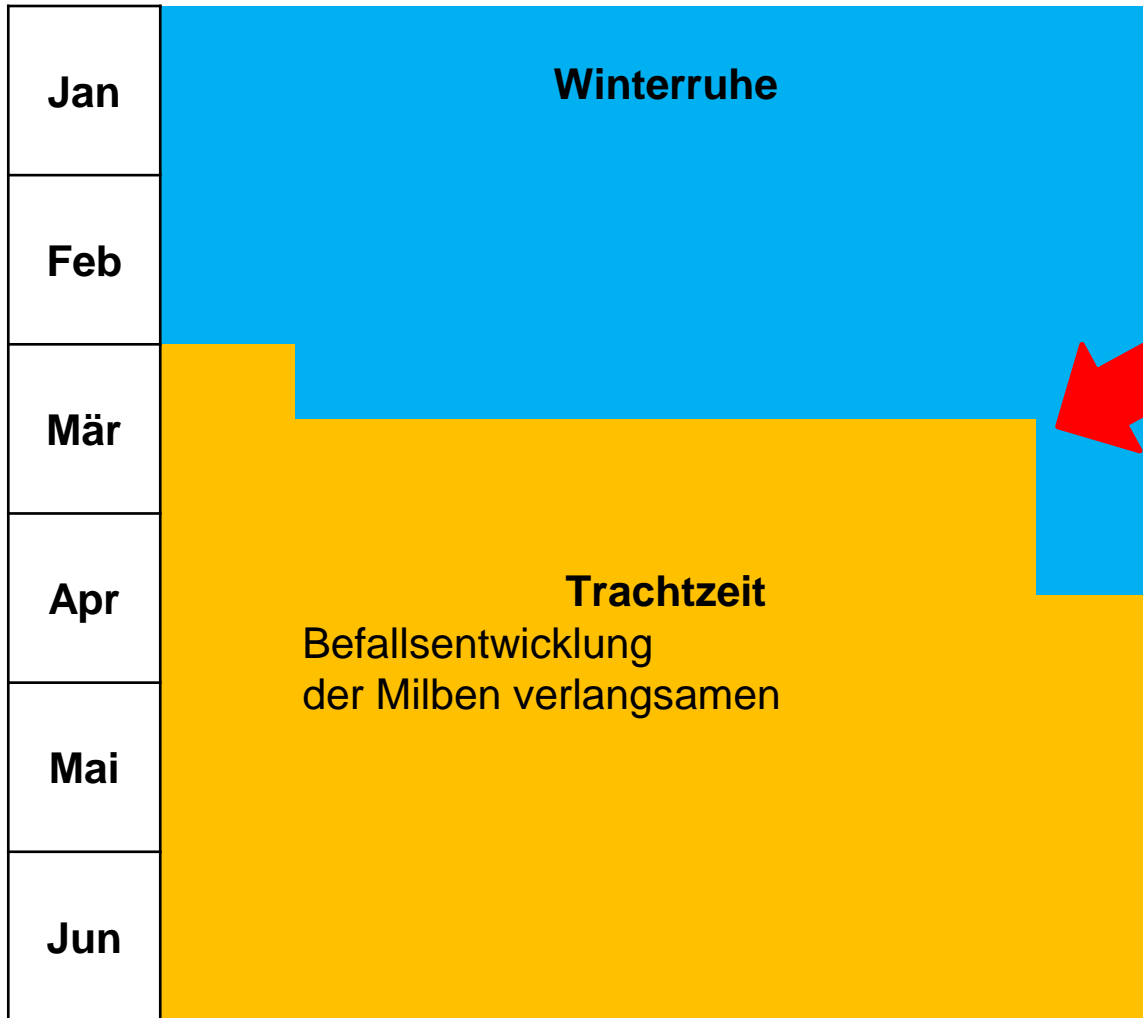 Jan
Winterruhe
Feb
Mär
Apr
Trachtzeit
Befallsentwicklung
der Milben verlangsamen
Mai
Jun